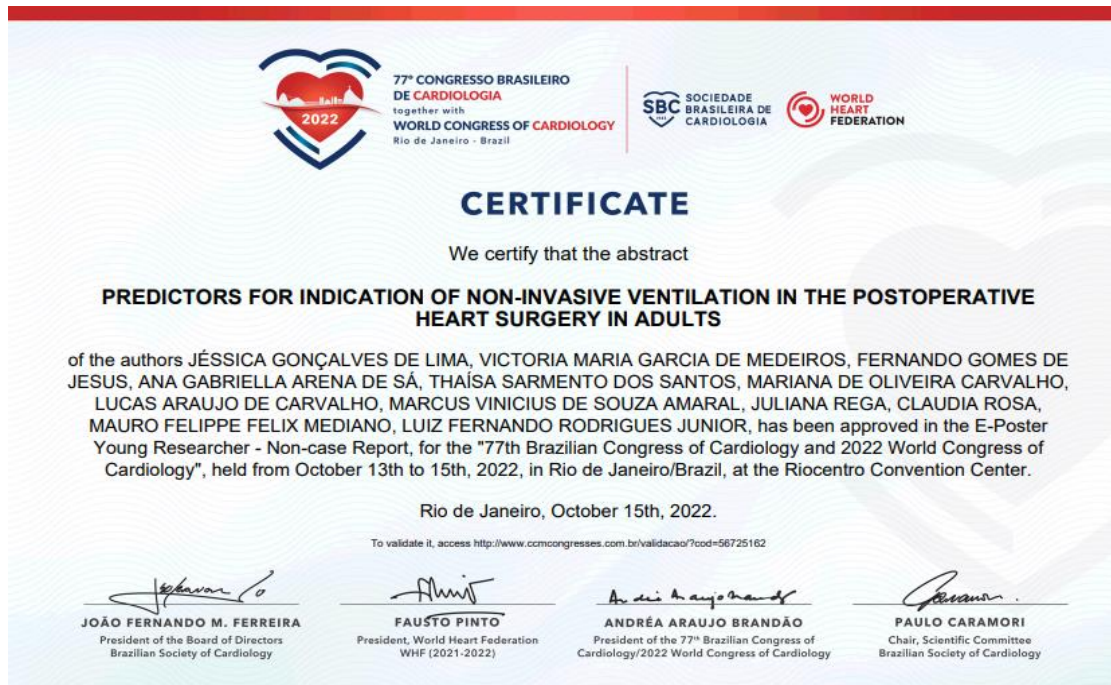 77º CONGRESSO BRASILEIRO
DE CARDIOLOGIA
together with
WORLD CONGRESS OF CARDIOLOGY
Rio de Janeiro - Brazil
2022
SBC
SOCIEDADE
BRASILEIRA DE
CARDIOLOGIA
WORLD
HEART
FEDERATION
CERTIFICATE
We certify that the abstract
PREDICTORS FOR INDICATION OF NON-INVASIVE VENTILATION IN THE POSTOPERATIVE
HEART SURGERY IN ADULTS
of the authors JÉSSICA GONÇALVES DE LIMA, VICTORIA MARIA GARCIA DE MEDEIROS, FERNANDO GOMES DE
JESUS, ANA GABRIELLA ARENA DE SÁ, THAÍSA SARMENTO DOS SANTOS, MARIANA DE OLIVEIRA CARVALHO,
LUCAS ARAUJO DE CARVALHO, MARCUS VINICIUS DE SOUZA AMARAL, JULIANA REGA, CLAUDIA ROSA,
MAURO FELIPPE FELIX MEDIANO, LUIZ FERNANDO RODRIGUES JUNIOR, has been approved in the E-Poster
Young Researcher - Non-case Report, for the "77th Brazilian Congress of Cardiology and 2022 World Congress of
Cardiology", held from October 13th to 15th, 2022, in Rio de Janeiro/Brazil, at the Riocentro Convention Center.
Rio de Janeiro, October 15th, 2022.
To validate it, access http://www.ccmcongresses.com.br/validacao/?cod=56725162
JOÃO FERNANDO M. FERREIRA
President of the Board of Directors
Brazilian Society of Cardiology
FAUSTO PINTO
President, World Heart Federation
WHF (2021-2022)
ANDRÉA ARAUJO BRANDÃO
President of the 77th Brazilian Congress of
Cardiology/2022 World Congress of Cardiology
PAULO CARAMORI
Chair, Scientific Committee
Brazilian Society of Cardiology